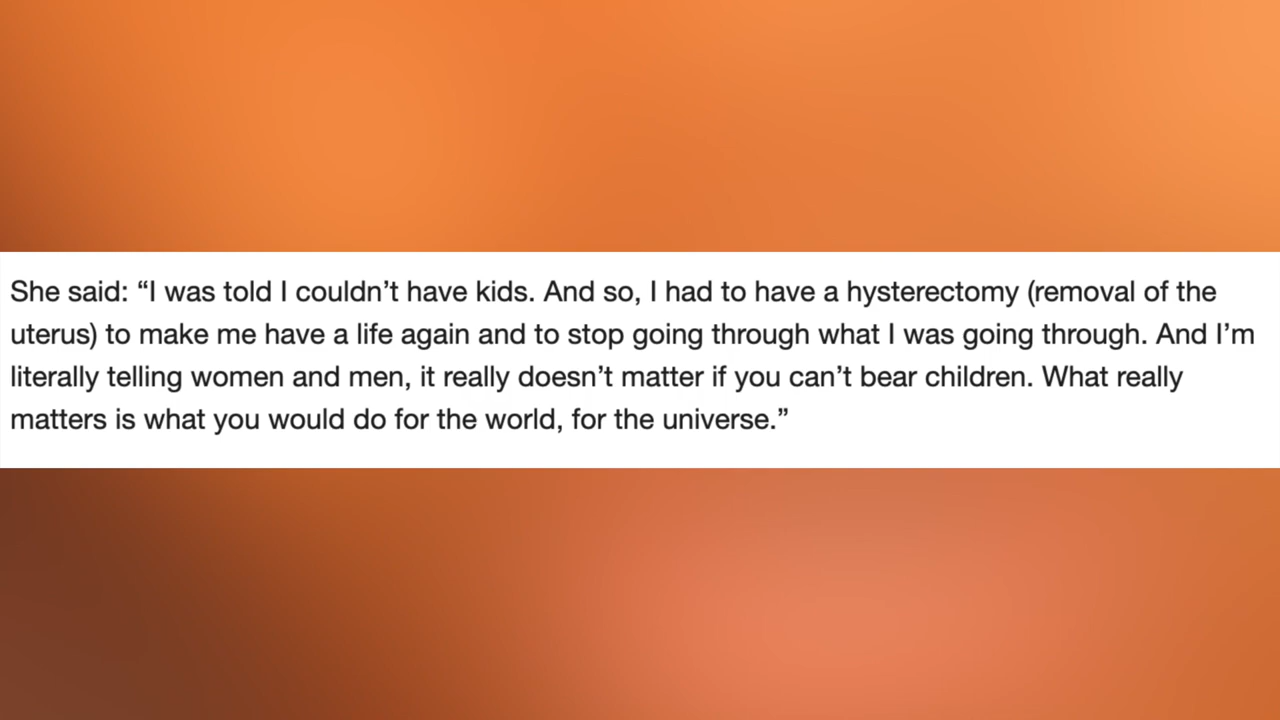 She said: “I was told I couldn’t have kids. And so, I had to have a hysterectomy (removal of the
uterus) to make me have a life again and to stop going through what I was going through. And I’m
literally telling women and men, it really doesn’t matter if you can’t bear children. What really
matters is what you would do for the world, for the universe.”